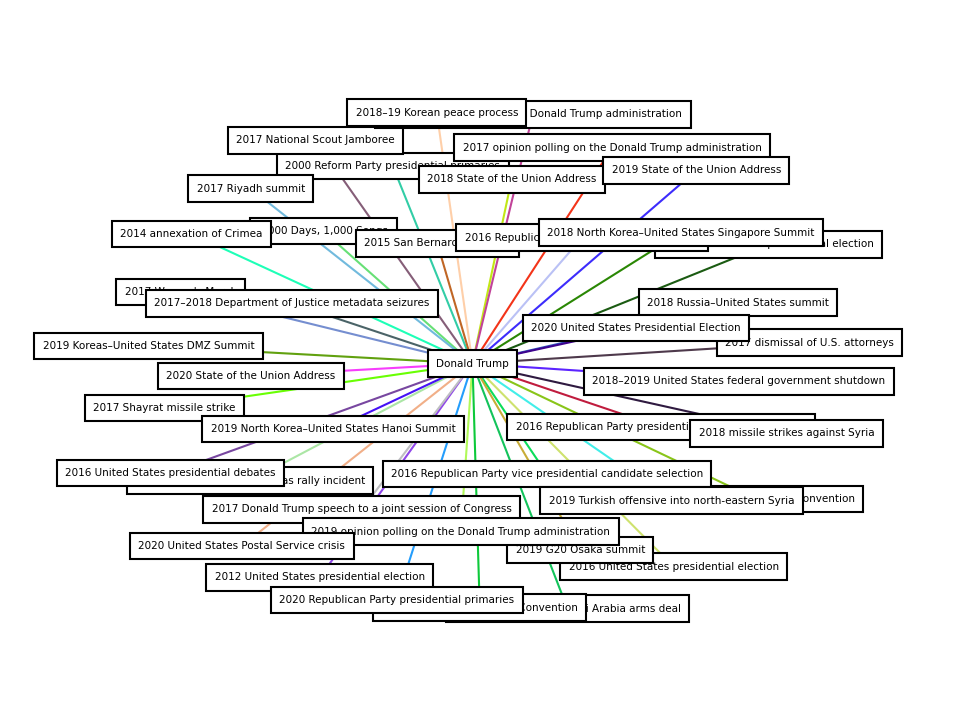 2018–19 Korean peace process
Donald Trump administration
2017 National Scout Jamboree
2017 opinion polling on the Donald Trump administration
2000 Reform Party presidential primaries
2019 State of the Union Address
2018 State of the Union Address
2017 Riyadh summit
000 Days, 1,000 Songs
2014 annexation of Crimea
2015 San Bernard
2016 Republic
2018 North Korea–United States Singapore Summit
election
2017 Women's March
2017–2018 Department of Justice metadata seizures
2018 Russia–United States summit
2020 United States Presidential Election
2019 Koreas–United States DMZ Summit
2017 dismissal of U.S. attorneys
Donald Trump
2020 State of the Union Address
2018–2019 United States federal government shutdown
2017 Shayrat missile strike
2019 North Korea–United States Hanoi Summit
2016 Republican Party presidenti
2018 missile strikes against Syria
2016 United States presidential debates
as rally incident
2016 Republican Party vice presidential candidate selection
2019 Turkish offensive into north-eastern Syria
onvention
2017 Donald Trump speech to a joint session of Congress
2019 opinion polling on the Donald Trump administration
2020 United States Postal Service crisis
2019 G20 Osaka summit
2016 United States presidential election
2012 United States presidential election
2020 Republican Party presidential primaries
Convention
i Arabia arms deal